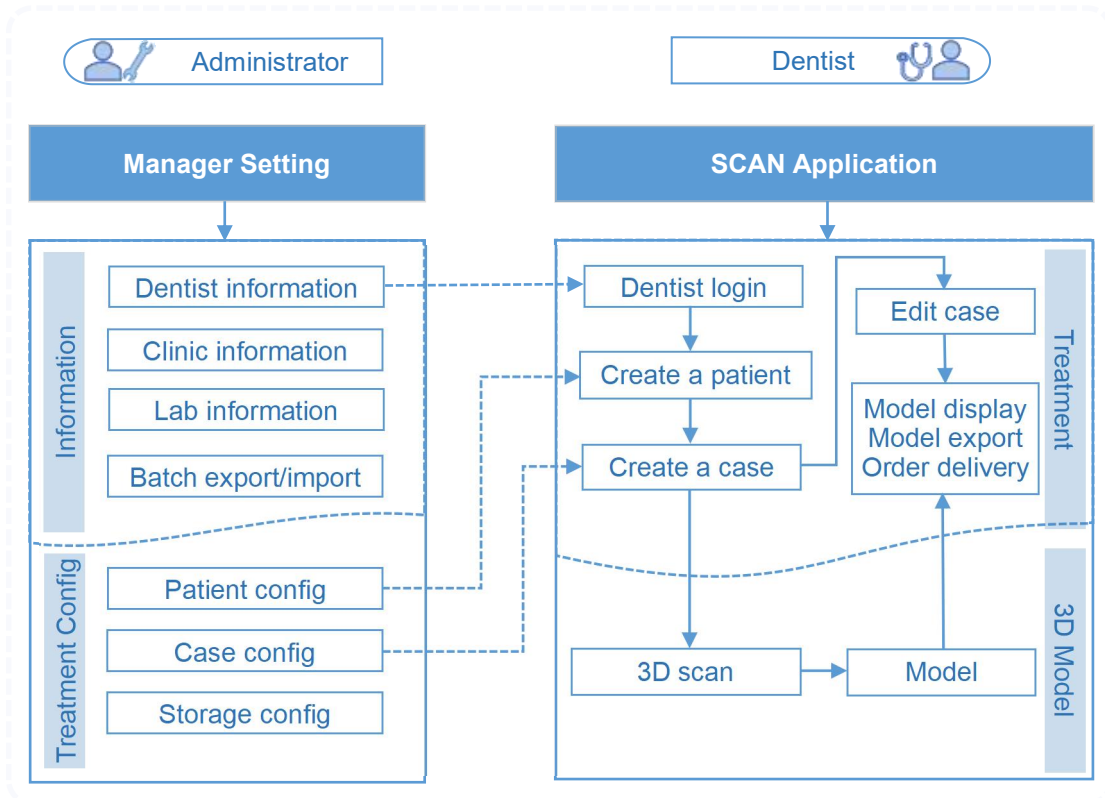 Administrator
Dentist
Manager Setting
SCAN Application
Information
Dentist information
Clinic information
Lab information
Batch export/import
Treatment Config
Patient config
Case config
Storage config
Dentist login
Create a patient
Create a case
Edit case
Model display
Model export
Order delivery
Treatment
3D scan
Model
3D Model